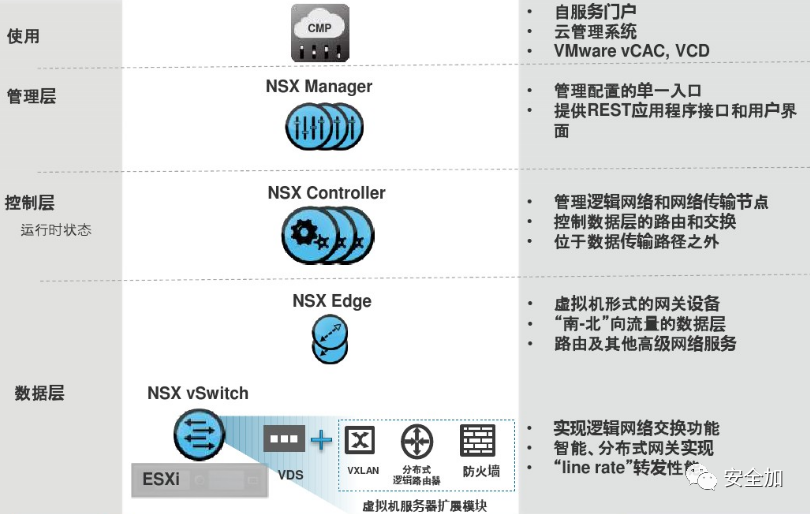 使用
CMP
• 自服务门户
• 云管理系统
• VMware vCAC, VCD
管理层
NSX Manager
• 管理配置的单一入口
• 提供REST应用程序接口和用户界
面
控制层
运行时状态
NSX Controller
• 管理逻辑网络和网络传输节点
• 控制数据层的路由和交换
• 位于数据传输路径之外
NSX Edge
• 虚拟机形式的网关设备
• “南-北”向流量的数据层
• 路由及其他高级网络服务
数据层
NSX vSwitch
ESXi
VDS
VXLAN
分布式
逻辑路由器
防火墙
虚拟机服务器扩展模块
• 实现逻辑网络交换功能
• 智能、分布式网关实现
• “line rate”转发性能
安全加